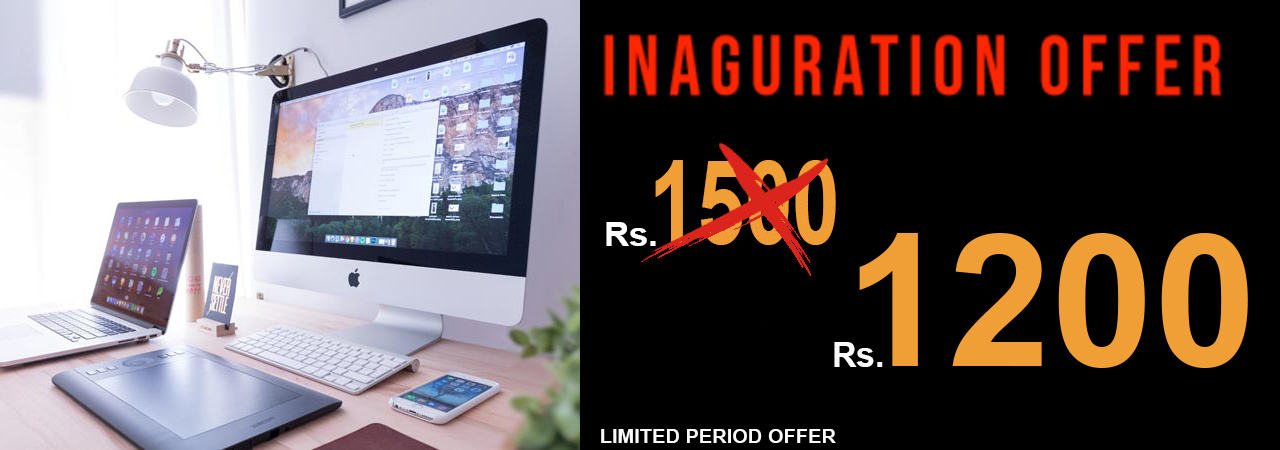 INAGURATION OFFER
Rs. 1500
Rs. 1200
LIMITED PERIOD OFFER
NEVER
SETTLE